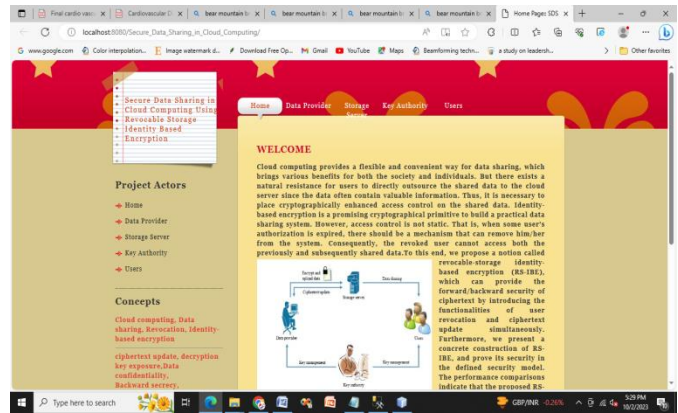 Final cardio vasc
Cardiovascular D
bear mountain b
bear mountain b
bear mountain b
bear mountain b
Home Page: SDS
localhost:8080/Secure_Data_Sharing_in_Cloud_Computing/
www.google.com
Color interpolation..
Image watermark d...
Download Free Op...
Gmail
YouTube
Maps
Beamforming techn...
a study on leadersh...
Other favorites
Secure Data Sharing in
Cloud Computing Using
Revocable Storage
Identity Based
Encryption
Home
Data Provider
Storage
Server
Key Authority
Users
WELCOME
Cloud computing provides a flexible and convenient way for data sharing, which
brings various benefits for both the society and individuals. But there exists a
natural resistance for users to directly outsource the shared data to the cloud
server since the data often contain valuable information. Thus, it is necessary to
place cryptographically enhanced access control on the shared data. Identity-
based encryption is a promising cryptographical primitive to build a practical data
sharing system. However, access control is not static. That is, when some user's
authorization is expired, there should be a mechanism that can remove him/her
from the system. Consequently, the revoked user cannot access both the
previously and subsequently shared data.To this end, we propose a notion called
revocable-storage identity-
based encryption (RS-IBE),
which can provide the
forward/backward security of
ciphertext by introducing the
functionalities of user
revocation and ciphertext
update simultaneously.
Furthermore, we present a
concrete construction of RS-
IBE, and prove its security in
the defined security model.
The performance comparisons
indicate that the proposed RS-
Encrypt and
upload data
Ciphertext update
Storage server
Data sharing
Data provider
Users
Key management
Key management
Key authority
Project Actors
Home
Data Provider
Storage Server
Key Authority
Users
Concepts
Cloud computing, Data
sharing, Revocation, Identity-
based encryption
ciphertext update, decryption
key exposure,Data
confidentiality,
Backward secrecy,
Type here to search
GBP/INR -0.26%
5:29 PM
10/2/2023